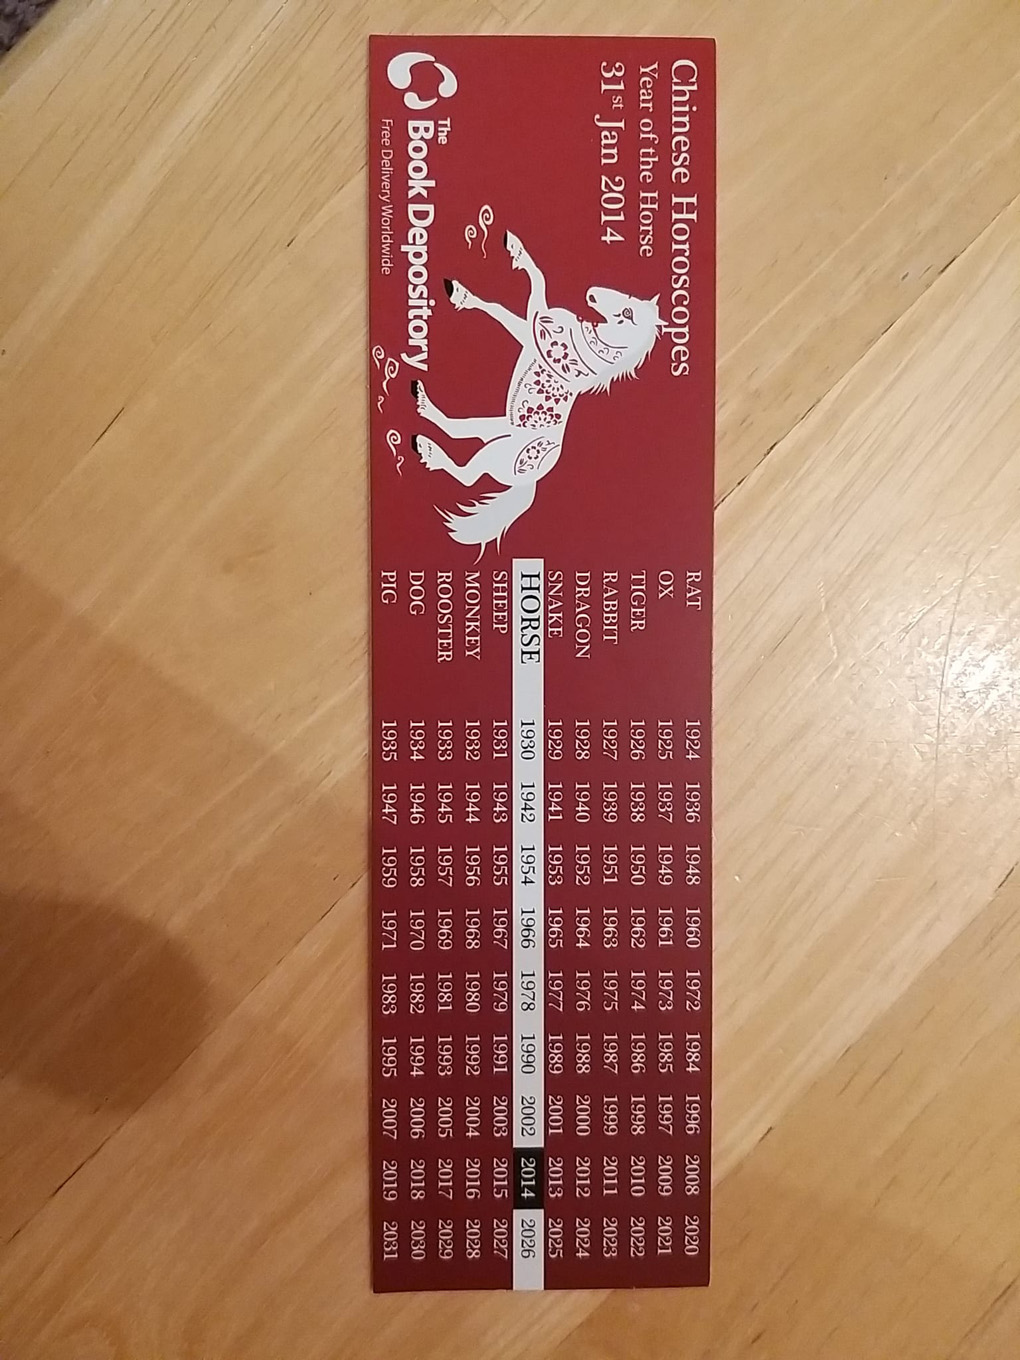 Chinese Horoscopes
Year of the Horse
31st Jan 2014
The
Book Depository
Free Delivery Worldwide
RAT 1924 1936 1948 1960 1972 1984 1996 2008 2020
OX 1925 1937 1949 1961 1973 1985 1997 2009 2021
TIGER 1926 1938 1950 1962 1974 1986 1998 2010 2022
RABBIT 1927 1939 1951 1963 1975 1987 1999 2011 2023
DRAGON 1928 1940 1952 1964 1976 1988 2000 2012 2024
SNAKE 1929 1941 1953 1965 1977 1989 2001 2013 2025
HORSE 1930 1942 1954 1966 1978 1990 2002 2014 2026
SHEEP 1931 1943 1955 1967 1979 1991 2003 2015 2027
MONKEY 1932 1944 1956 1968 1980 1992 2004 2016 2028
ROOSTER 1933 1945 1957 1969 1981 1993 2005 2017 2029
DOG 1934 1946 1958 1970 1982 1994 2006 2018 2030
PIG 1935 1947 1959 1971 1983 1995 2007 2019 2031